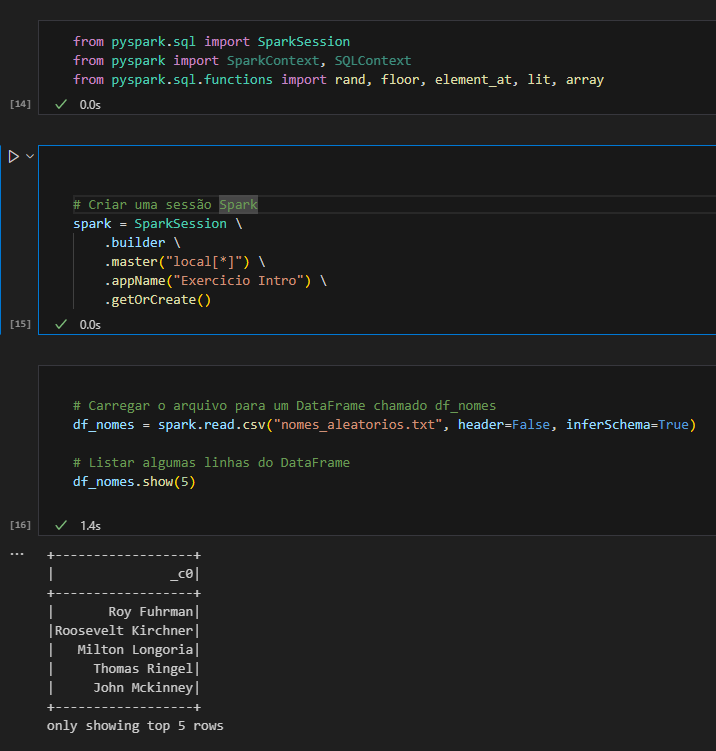 from pyspark.sql import SparkSession
from pyspark import SparkContext, SQLContext
from pyspark.sql.functions import rand, floor, element_at, lit, array
[14] ✓ 0.0s
# Criar uma sessão Spark
spark = SparkSession \
    .builder \
    .master("local[*]") \
    .appName("Exercicio Intro") \
    .getOrCreate()
[15] ✓ 0.0s
# Carregar o arquivo para um DataFrame chamado df_nomes
df_nomes = spark.read.csv("nomes_aleatorios.txt", header=False, inferSchema=True)
# Listar algumas linhas do DataFrame
df_nomes.show(5)
[16] ✓ 1.4s
... +------------------+
|               _c0|
+------------------+
|       Roy Fuhrman|
|Roosevelt Kirchner|
|   Milton Longoria|
|     Thomas Ringel|
|     John Mckinney|
+------------------+
only showing top 5 rows